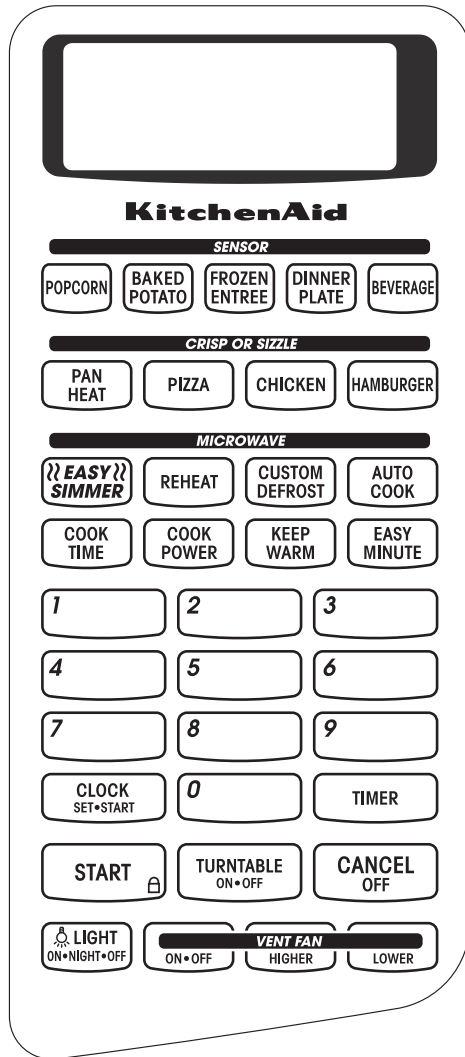 KitchenAid
SENSOR
POPCORN
BAKED
POTATO
FROZEN
ENTREE
DINNER
PLATE
BEVERAGE
CRISP OR SIZZLE
PAN
HEAT
PIZZA
CHICKEN
HAMBURGER
MICROWAVE
EASY
SIMMER
REHEAT
CUSTOM
DEFROST
AUTO
COOK
COOK
TIME
COOK
POWER
KEEP
WARM
EASY
MINUTE
1
2
3
4
5
6
7
8
9
CLOCK
SET•START
0
TIMER
START
TURNTABLE
ON•OFF
CANCEL
OFF
LIGHT
ON•NIGHT•OFF
VENT FAN
ON•OFF
HIGHER
LOWER